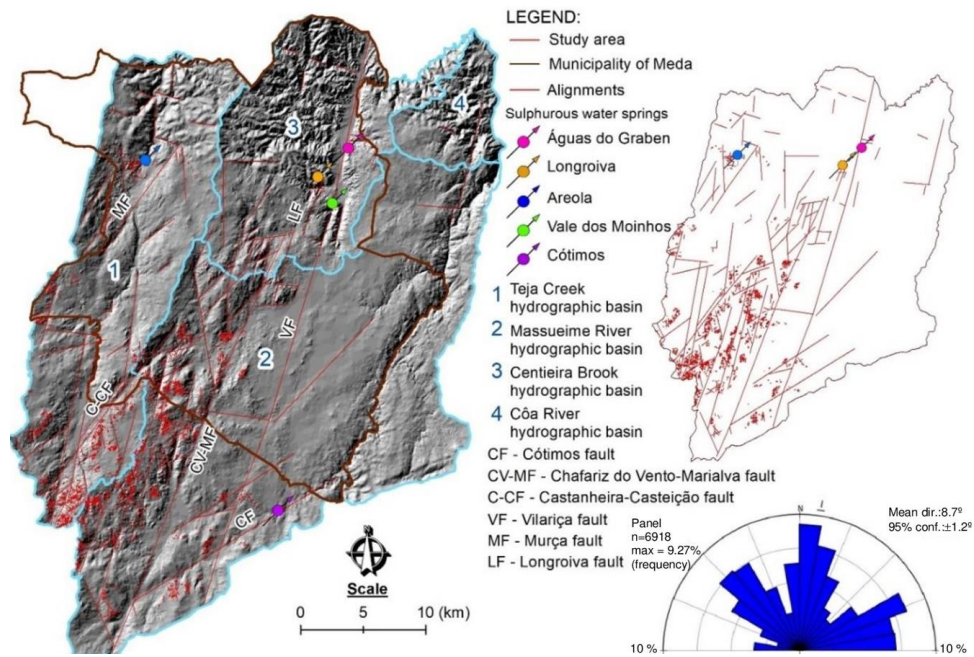 LEGEND:
Study area
Municipality of Meda
Alignments
Sulphurous water springs
Águas do Graben
Longroiva
Areola
Vale dos Moinhos
Cótimos
1 Teja Creek
hydrographic basin
2 Massueime River
hydrographic basin
3 Centieira Brook
hydrographic basin
4 Côa River
hydrographic basin
CF - Cótimos fault
CV-MF - Chafariz do Vento-Marialva fault
C-CF - Castanheira-Casteição fault
VF - Vilariça fault
MF - Murça fault
LF - Longroiva fault
3
4
MF
LF
1
VF
2
C-CF
CV-MF
CF
Scale
0 5 10 (km)
Panel
n=6918
max = 9.27%
(frequency)
N
Mean dir.:8.7º
95% conf.:±1.2º
10 %
10 %